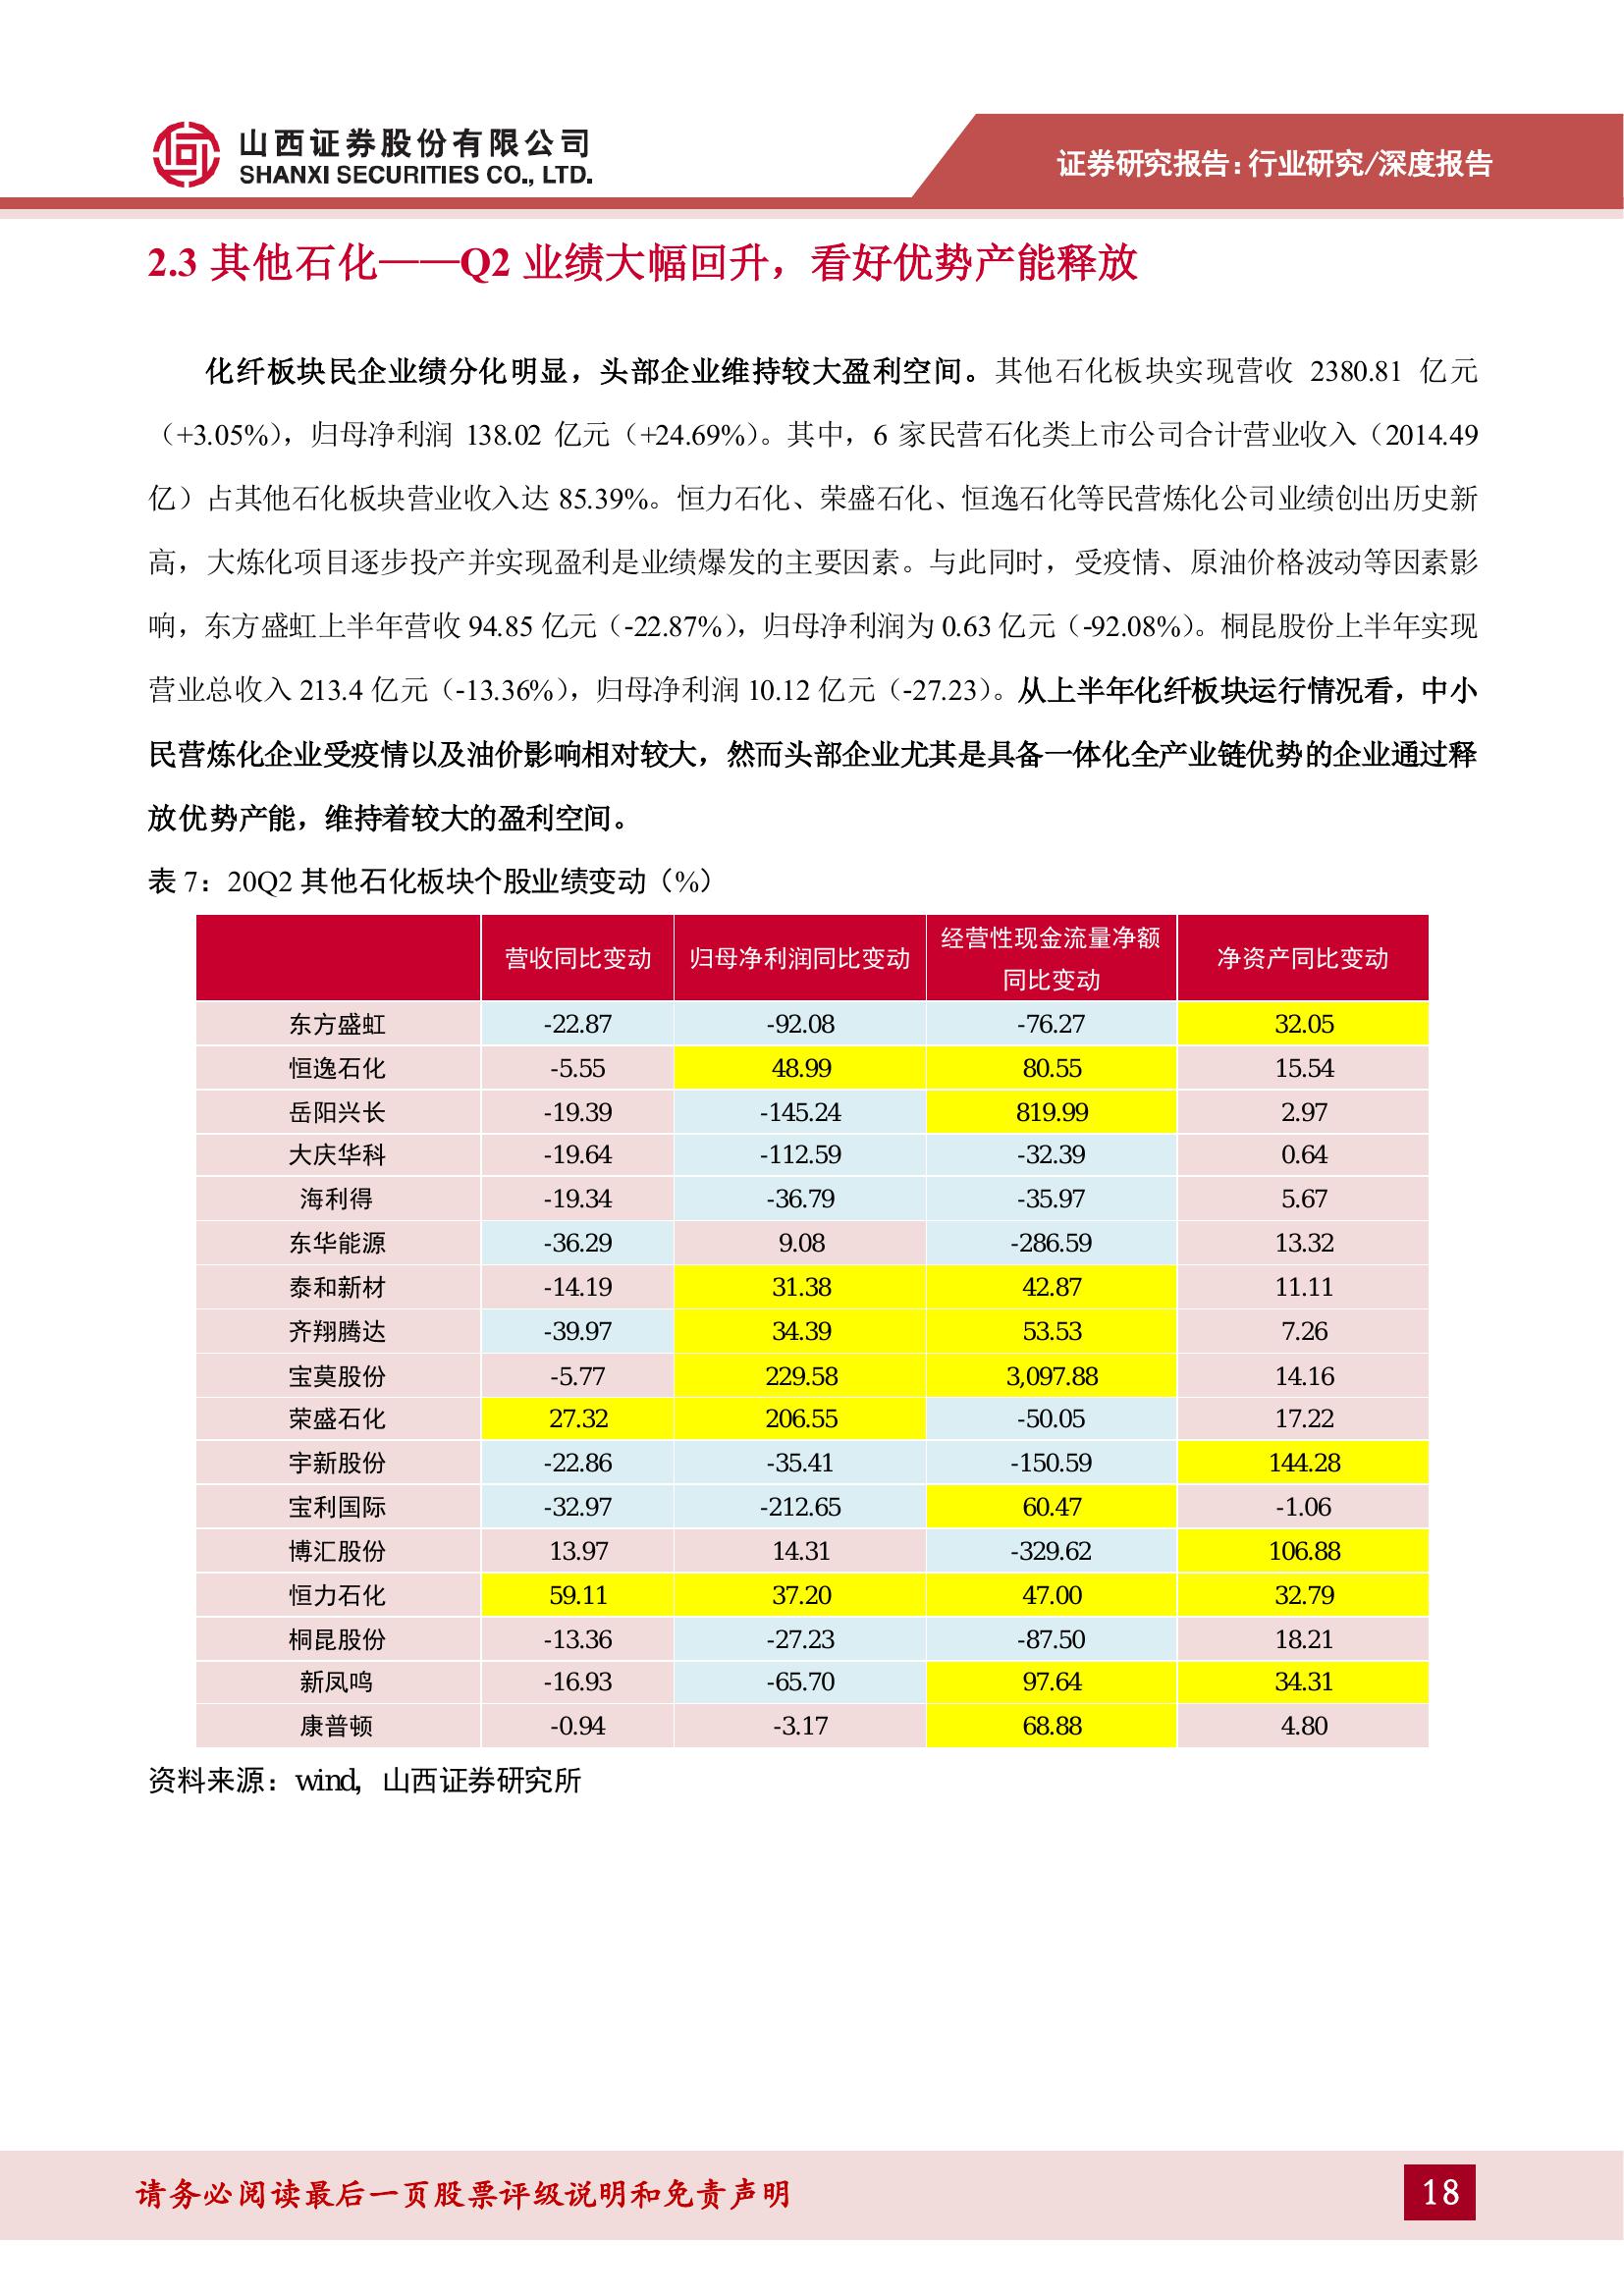 山西证券股份有限公司
SHANXI SECURITIES CO., LTD.
证券研究报告:行业研究/深度报告
2.3 其他石化——Q2 业绩大幅回升，看好优势产能释放
化纤板块民企业绩分化明显，头部企业维持较大盈利空间。其他石化板块实现营收 2380.81 亿元
（+3.05%），归母净利润 138.02 亿元（+24.69%）。其中，6 家民营石化类上市公司合计营业收入（2014.49
亿）占其他石化板块营业收入达 85.39%。恒力石化、荣盛石化、恒逸石化等民营炼化公司业绩创出历史新
高，大炼化项目逐步投产并实现盈利是业绩爆发的主要因素。与此同时，受疫情、原油价格波动等因素影
响，东方盛虹上半年营收 94.85 亿元（-22.87%），归母净利润为 0.63 亿元（-92.08%）。桐昆股份上半年实现
营业总收入 213.4 亿元（-13.36%），归母净利润 10.12 亿元（-27.23）。从上半年化纤板块运行情况看，中小
民营炼化企业受疫情以及油价影响相对较大，然而头部企业尤其是具备一体化全产业链优势的企业通过释
放优势产能，维持着较大的盈利空间。
表 7：20Q2 其他石化板块个股业绩变动（%）
营收同比变动 归母净利润同比变动 经营性现金流量净额 净资产同比变动
同比变动
东方盛虹 -22.87 -92.08 -76.27 32.05
恒逸石化 -5.55 48.99 80.55 15.54
岳阳兴长 -19.39 -145.24 819.99 2.97
大庆华科 -19.64 -112.59 -32.39 0.64
海利得 -19.34 -36.79 -35.97 5.67
东华能源 -36.29 9.08 -286.59 13.32
泰和新材 -14.19 31.38 42.87 11.11
齐翔腾达 -39.97 34.39 53.53 7.26
宝莫股份 -5.77 229.58 3,097.88 14.16
荣盛石化 27.32 206.55 -50.05 17.22
宇新股份 -22.86 -35.41 -150.59 144.28
宝利国际 -32.97 -212.65 60.47 -1.06
博汇股份 13.97 14.31 -329.62 106.88
恒力石化 59.11 37.20 47.00 32.79
桐昆股份 -13.36 -27.23 -87.50 18.21
新凤鸣 -16.93 -65.70 97.64 34.31
康普顿 -0.94 -3.17 68.88 4.80
资料来源：wind，山西证券研究所
请务必阅读最后一页股票评级说明和免责声明
18